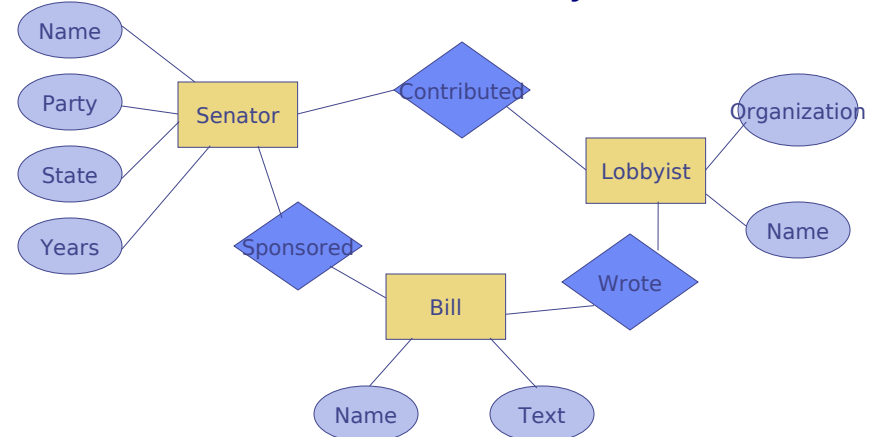 Name
Party
State
Years
Senator
Contributed
Organization
Lobbyist
Name
Sponsored
Wrote
Bill
Name
Text